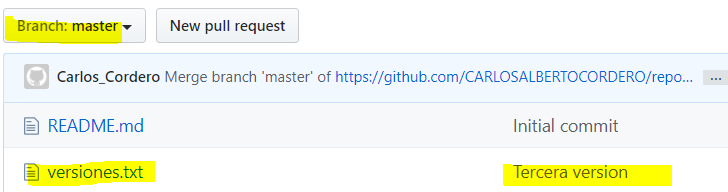 Branch: master New pull request
Carlos_Cordero Merge branch 'master' of https://github.com/CARLOSALBERTOCORDERO/repo... ...
README.md Initial commit
versiones.txt Tercera version